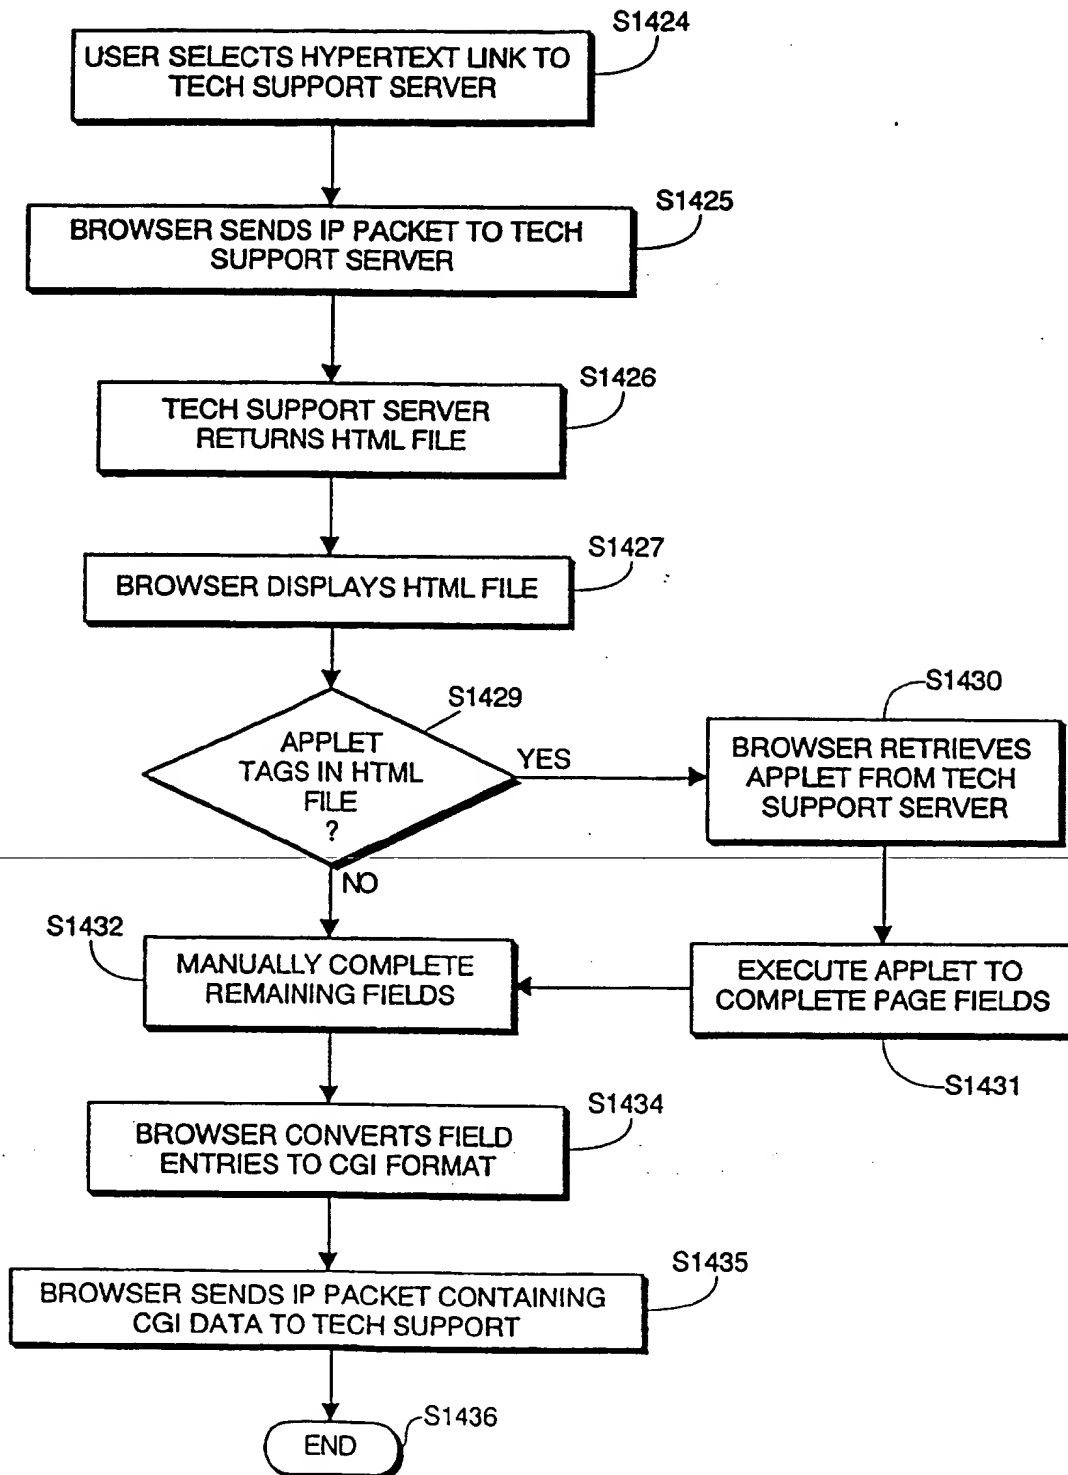 S1424
USER SELECTS HYPERTEXT LINK TO
TECH SUPPORT SERVER
S1425
BROWSER SENDS IP PACKET TO TECH
SUPPORT SERVER
S1426
TECH SUPPORT SERVER
RETURNS HTML FILE
S1427
BROWSER DISPLAYS HTML FILE
S1429
APPLET
TAGS IN HTML
FILE
?
YES
NO
S1430
BROWSER RETRIEVES
APPLET FROM TECH
SUPPORT SERVER
S1432
MANUALLY COMPLETE
REMAINING FIELDS
EXECUTE APPLET TO
COMPLETE PAGE FIELDS
S1431
S1434
BROWSER CONVERTS FIELD
ENTRIES TO CGI FORMAT
S1435
BROWSER SENDS IP PACKET CONTAINING
CGI DATA TO TECH SUPPORT
S1436
END